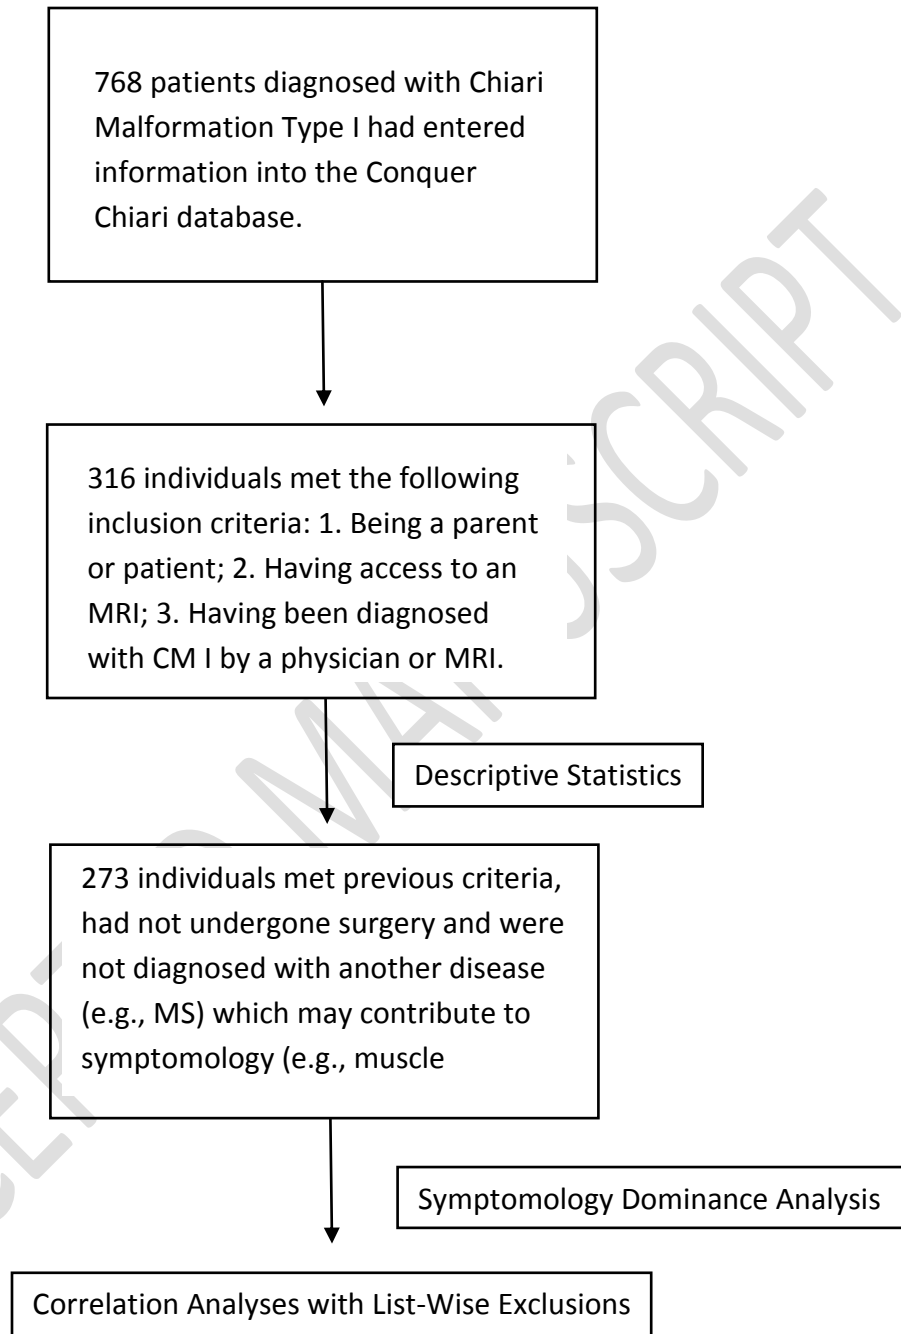 768 patients diagnosed with Chiari
Malformation Type I had entered
information into the Conquer
Chiari database.
316 individuals met the following
inclusion criteria: 1. Being a parent
or patient; 2. Having access to an
MRI; 3. Having been diagnosed
with CM I by a physician or MRI.
Descriptive Statistics
273 individuals met previous criteria,
had not undergone surgery and were
not diagnosed with another disease
(e.g., MS) which may contribute to
symptomology (e.g., muscle
Symptomology Dominance Analysis
Correlation Analyses with List-Wise Exclusions